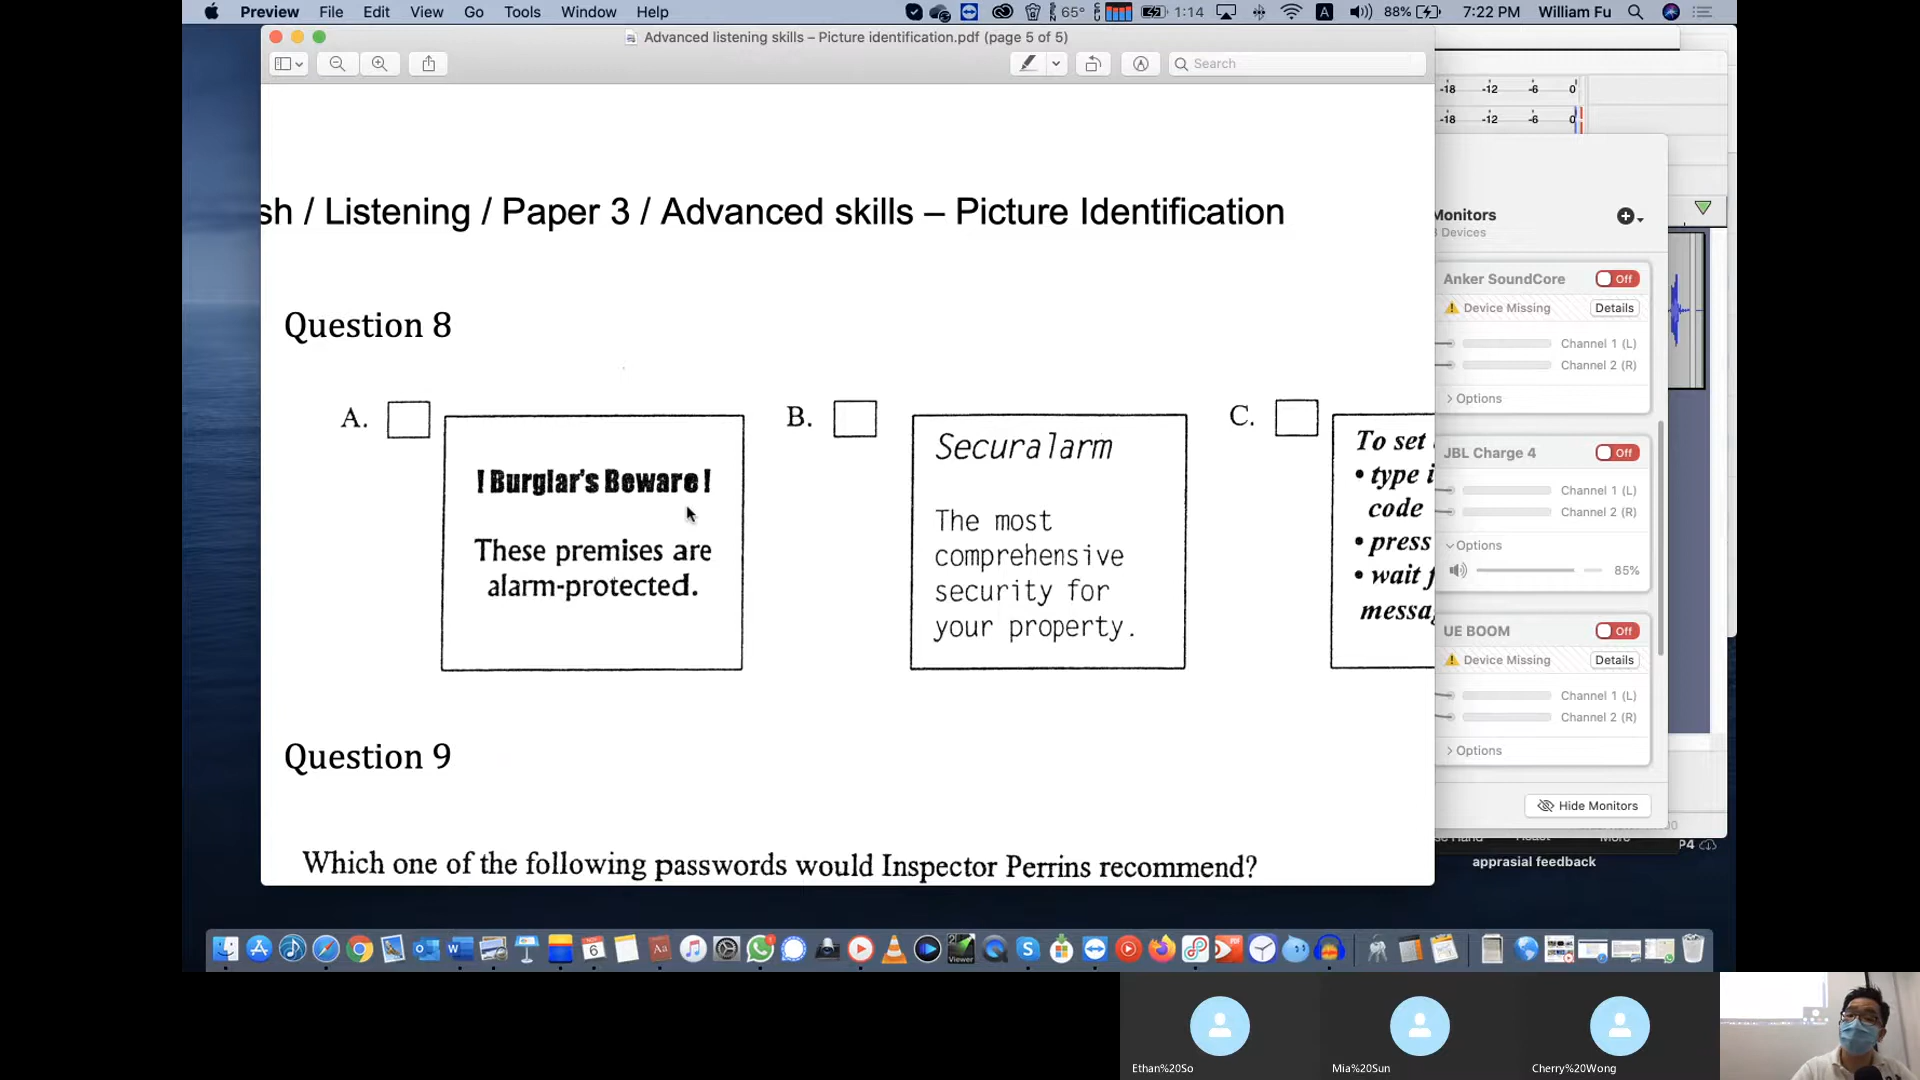 Preview File Edit View Go Tools Window Help 65° 1:14 A 88% 7:22 PM William Fu
Advanced listening skills – Picture identification.pdf (page 5 of 5)
Search
-18 -12 -6 0
-18 -12 -6 0
sh / Listening / Paper 3 / Advanced skills – Picture Identification
Question 8
A.
! Burglar's Beware !
These premises are
alarm-protected.
B.
Securalarm
The most
comprehensive
security for
your property.
C.
To set
• type i
code
• press
• wait f
messag
Question 9
Which one of the following passwords would Inspector Perrins recommend?
Monitors
Devices
Anker SoundCore Off
Device Missing Details
Channel 1 (L)
Channel 2 (R)
Options
JBL Charge 4 Off
Channel 1 (L)
Channel 2 (R)
Options
85%
UE BOOM Off
Device Missing Details
Channel 1 (L)
Channel 2 (R)
Options
Hide Monitors
P4
apprasial feedback
Ethan%20So
Mia%20Sun
Cherry%20Wong